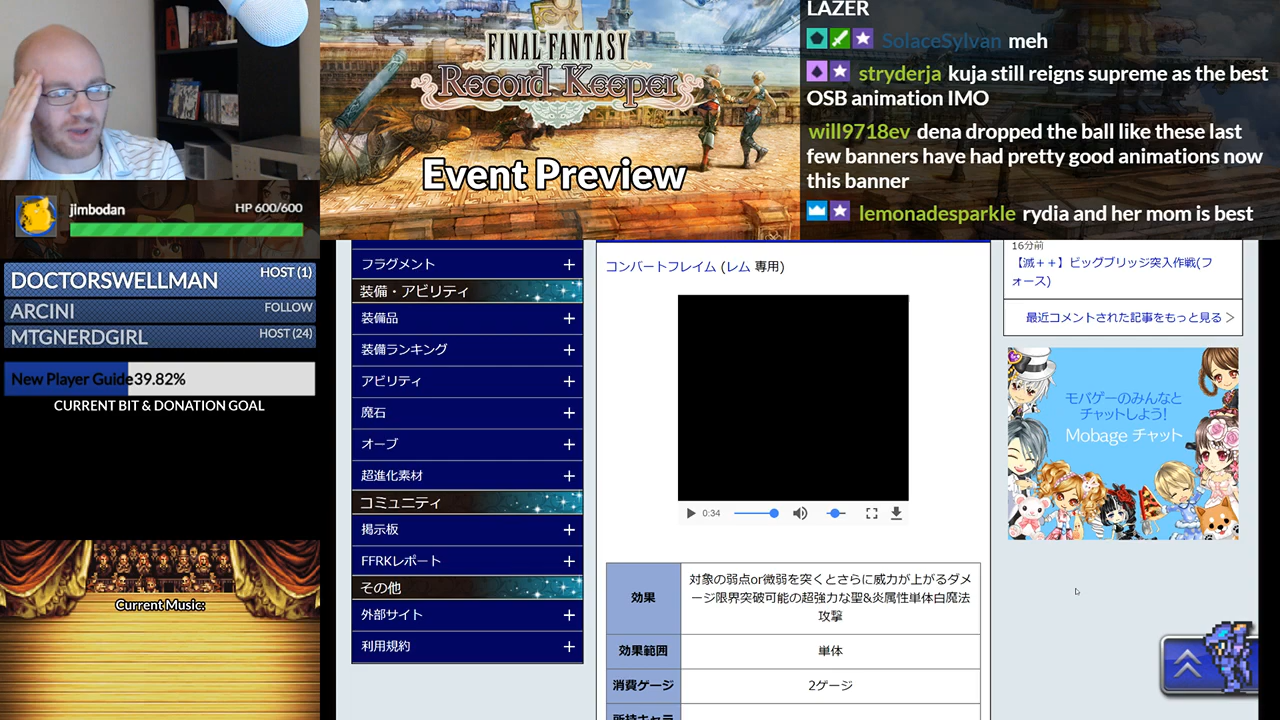 FINAL FANTASY
Record Keeper
Event Preview
LAZER
SolaceSylvan meh
stryderja kuja still reigns supreme as the best
OSB animation IMO
will9718ev dena dropped the ball like these last
few banners have had pretty good animations now
this banner
lemonadesparkle rydia and her mom is best
jimbodan
HP 600/600
DOCTORSWELLMAN
HOST (1)
ARCINI
FOLLOW
MTGNERDGIRL
HOST (24)
New Player Guide39.82%
CURRENT BIT & DONATION GOAL
Current Music:
フラグメント +
装備・アビリティ
装備品 +
装備ランキング +
アビリティ +
魔石 +
オーブ +
超進化素材 +
コミュニティ
掲示板 +
FFRKレポート +
その他
外部サイト +
利用規約 +
コンバートフレイム (レム 専用)
0:34
効果
対象の弱点or微弱を突くとさらに威力が上がるダメ
ージ限界突破可能の超強力な聖&炎属性単体白魔法
攻撃
効果範囲
単体
消費ゲージ
2ゲージ
所持キャラ
16分前
【滅++】ビッグブリッジ突入作戦(フ
ォース)
最近コメントされた記事をもっと見る >
モバゲーのみんなと
チャットしよう!
Mobage チャット